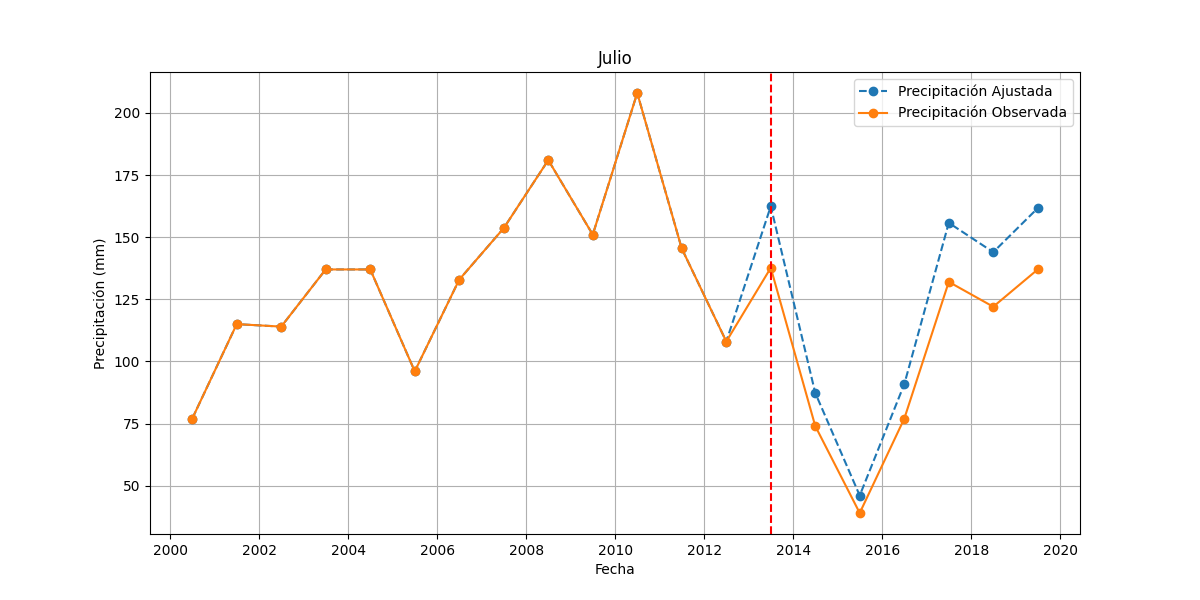 Julio
Precipitación Ajustada
Precipitación Observada
Precipitación (mm)
200
175
150
125
100
75
50
2000 2002 2004 2006 2008 2010 2012 2014 2016 2018 2020
Fecha